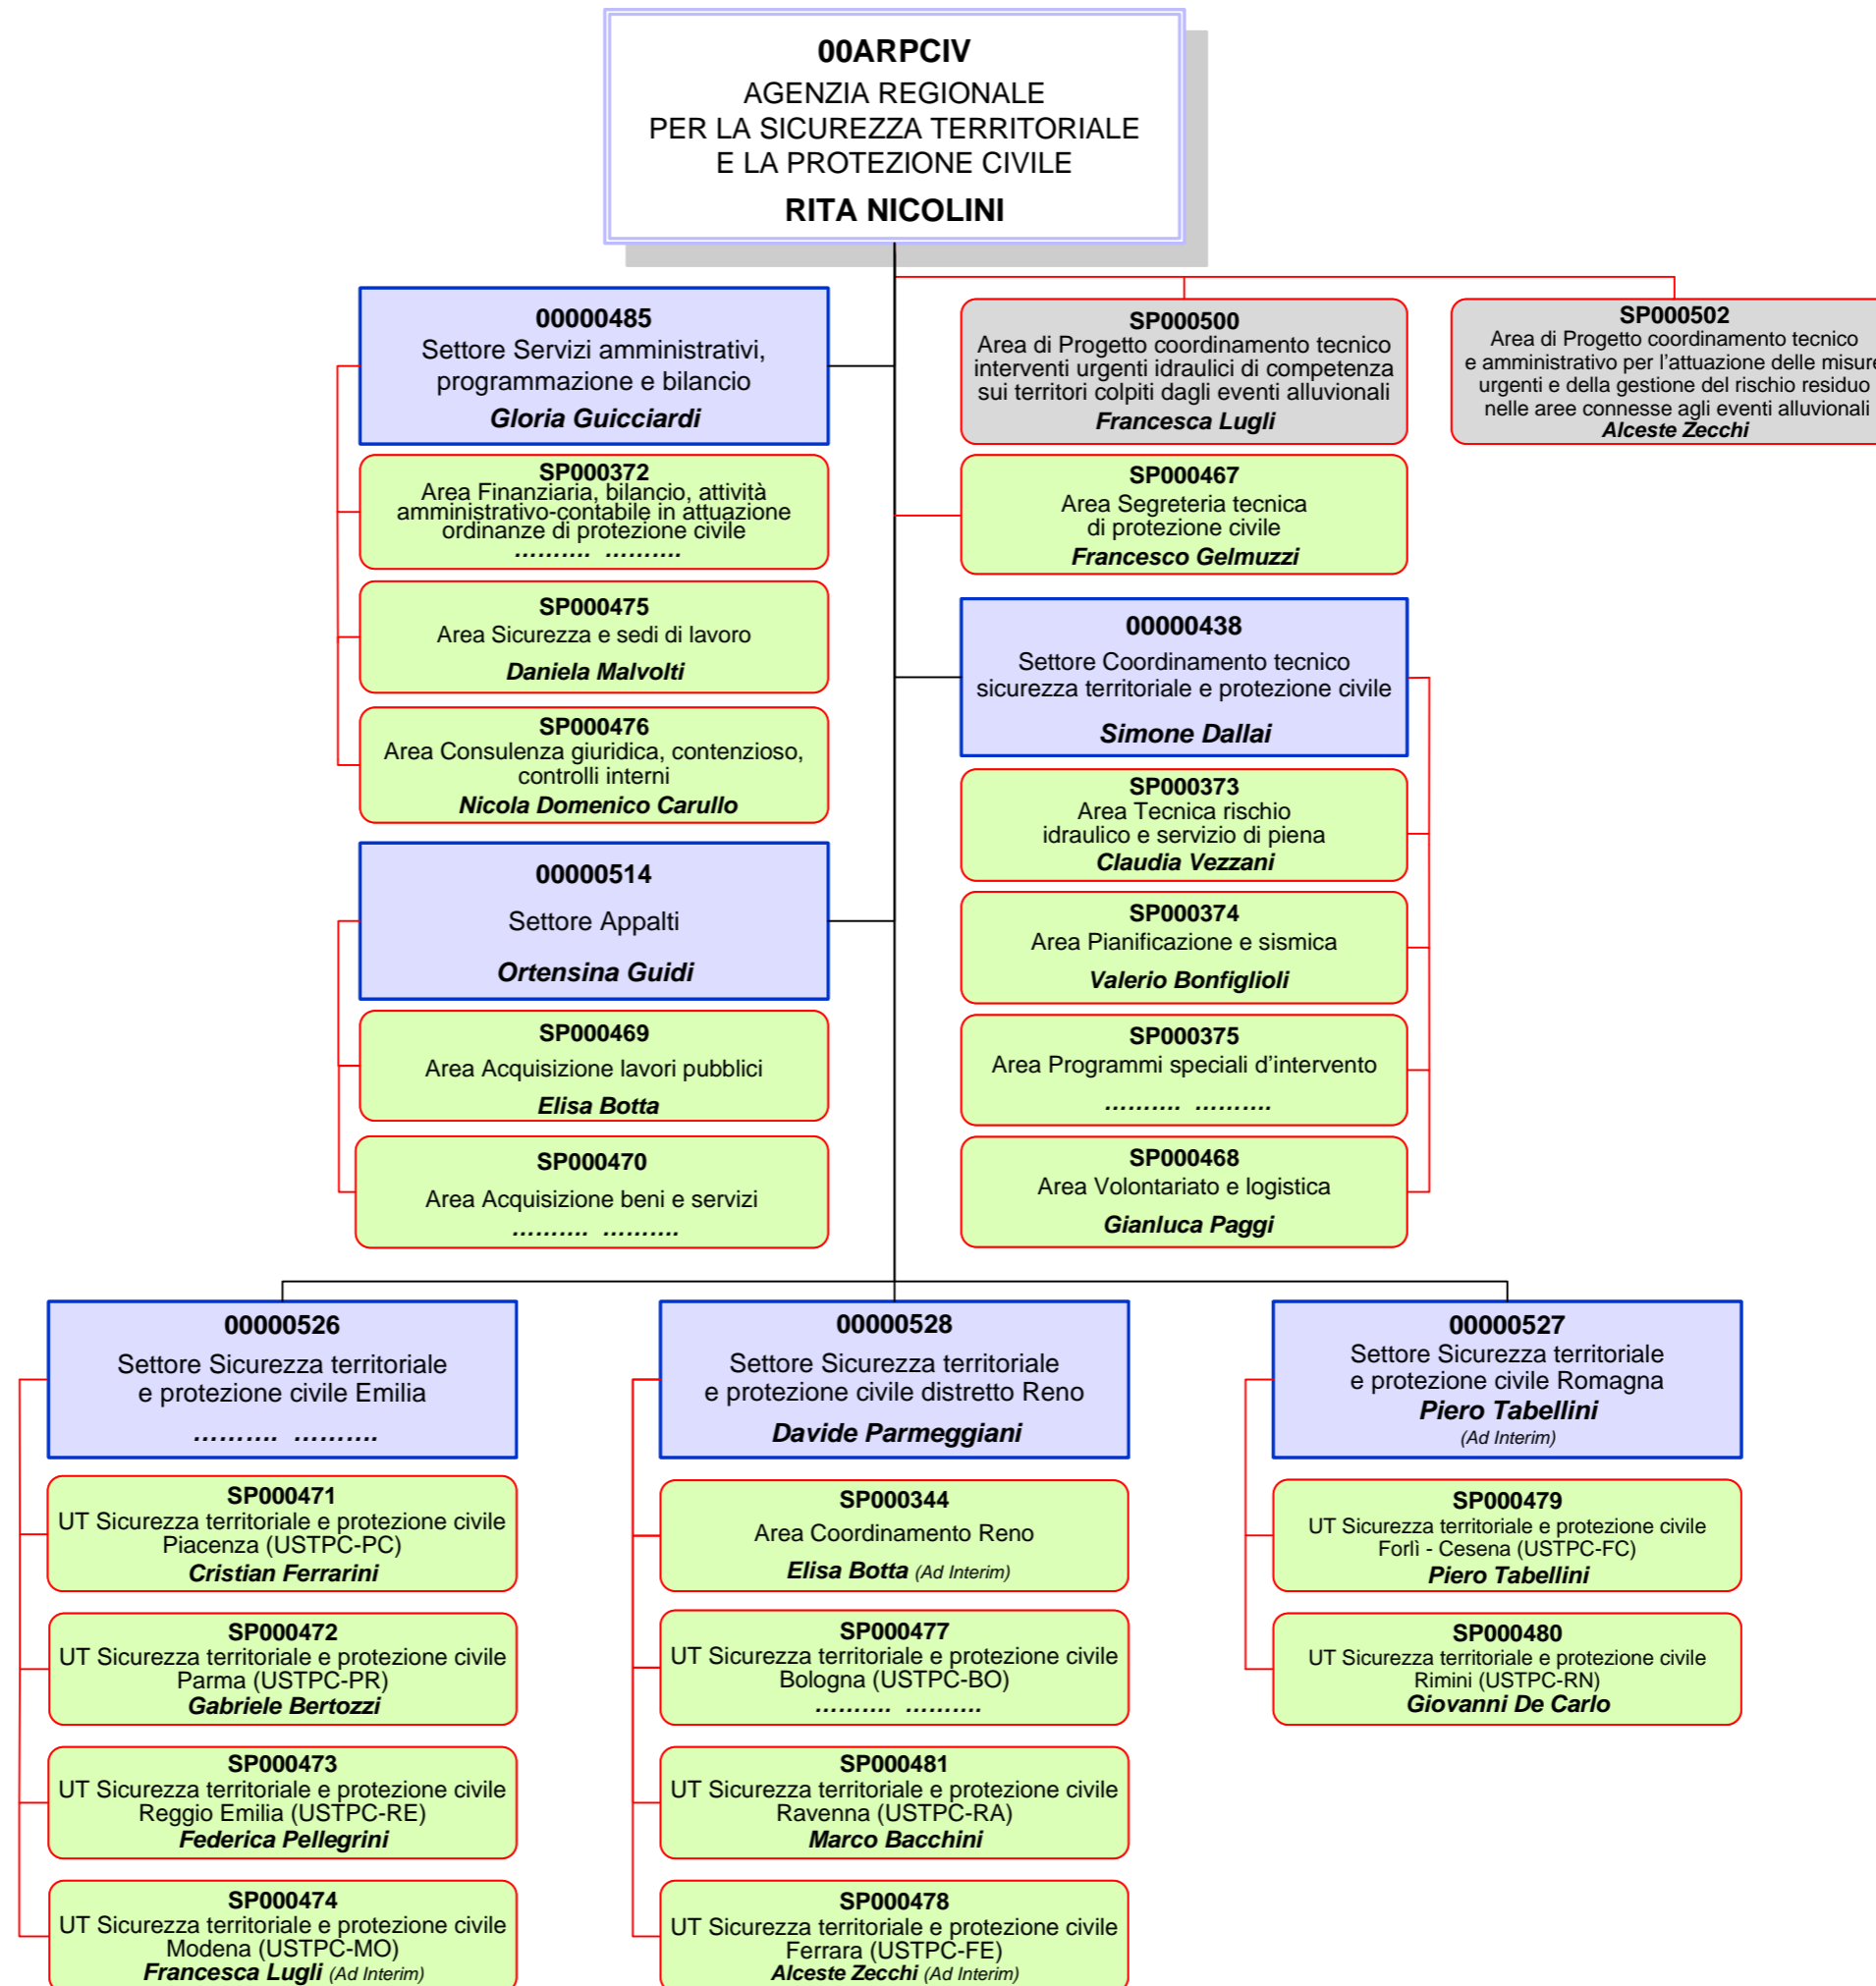 00ARPCIV
AGENZIA REGIONALE
PER LA SICUREZZA TERRITORIALE
E LA PROTEZIONE CIVILE
RITA NICOLINI
00000485
Settore Servizi amministrativi,
programmazione e bilancio
Gloria Guicciardi
SP000372
Area Finanziaria, bilancio, attività
amministrativo-contabile in attuazione
ordinanze di protezione civile
.......... ..........
SP000475
Area Sicurezza e sedi di lavoro
Daniela Malvolti
SP000476
Area Consulenza giuridica, contenzioso,
controlli interni
Nicola Domenico Carullo
00000514
Settore Appalti
Ortensina Guidi
SP000469
Area Acquisizione lavori pubblici
Elisa Botta
SP000470
Area Acquisizione beni e servizi
.......... ..........
SP000500
Area di Progetto coordinamento tecnico
interventi urgenti idraulici di competenza
sui territori colpiti dagli eventi alluvionali
Francesca Lugli
SP000502
Area di Progetto coordinamento tecnico
e amministrativo per l'attuazione delle misure
urgenti e della gestione del rischio residuo
nelle aree connesse agli eventi alluvionali
Alceste Zecchi
SP000467
Area Segreteria tecnica
di protezione civile
Francesco Gelmuzzi
00000438
Settore Coordinamento tecnico
sicurezza territoriale e protezione civile
Simone Dallai
SP000373
Area Tecnica rischio
idraulico e servizio di piena
Claudia Vezzani
SP000374
Area Pianificazione e sismica
Valerio Bonfiglioli
SP000375
Area Programmi speciali d'intervento
.......... ..........
SP000468
Area Volontariato e logistica
Gianluca Paggi
00000526
Settore Sicurezza territoriale
e protezione civile Emilia
.......... ..........
SP000471
UT Sicurezza territoriale e protezione civile
Piacenza (USTPC-PC)
Cristian Ferrarini
SP000472
UT Sicurezza territoriale e protezione civile
Parma (USTPC-PR)
Gabriele Bertozzi
SP000473
UT Sicurezza territoriale e protezione civile
Reggio Emilia (USTPC-RE)
Federica Pellegrini
SP000474
UT Sicurezza territoriale e protezione civile
Modena (USTPC-MO)
Francesca Lugli (Ad Interim)
00000528
Settore Sicurezza territoriale
e protezione civile distretto Reno
Davide Parmeggiani
SP000344
Area Coordinamento Reno
Elisa Botta (Ad Interim)
SP000477
UT Sicurezza territoriale e protezione civile
Bologna (USTPC-BO)
.......... ..........
SP000481
UT Sicurezza territoriale e protezione civile
Ravenna (USTPC-RA)
Marco Bacchini
SP000478
UT Sicurezza territoriale e protezione civile
Ferrara (USTPC-FE)
Alceste Zecchi (Ad Interim)
00000527
Settore Sicurezza territoriale
e protezione civile Romagna
Piero Tabellini
(Ad Interim)
SP000479
UT Sicurezza territoriale e protezione civile
Forlì - Cesena (USTPC-FC)
Piero Tabellini
SP000480
UT Sicurezza territoriale e protezione civile
Rimini (USTPC-RN)
Giovanni De Carlo